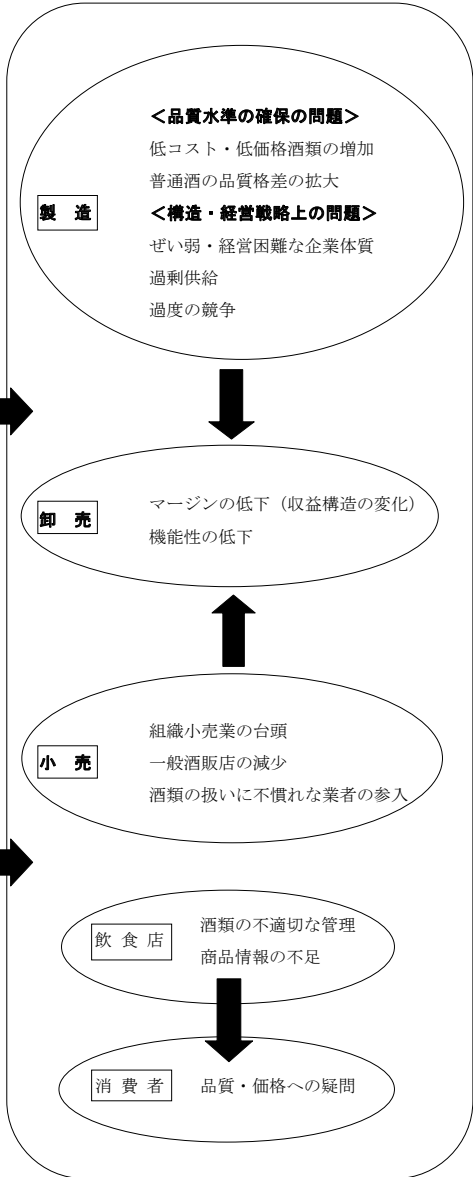 ＜品質水準の確保の問題＞
低コスト・低価格酒類の増加
普通酒の品質格差の拡大
製 造
＜構造・経営戦略上の問題＞
ぜい弱・経営困難な企業体質
過剰供給
過度の競争
卸 売
マージンの低下（収益構造の変化）
機能性の低下
組織小売業の台頭
小 売
一般酒販店の減少
酒類の扱いに不慣れな業者の参入
飲 食 店
酒類の不適切な管理
商品情報の不足
消 費 者
品質・価格への疑問